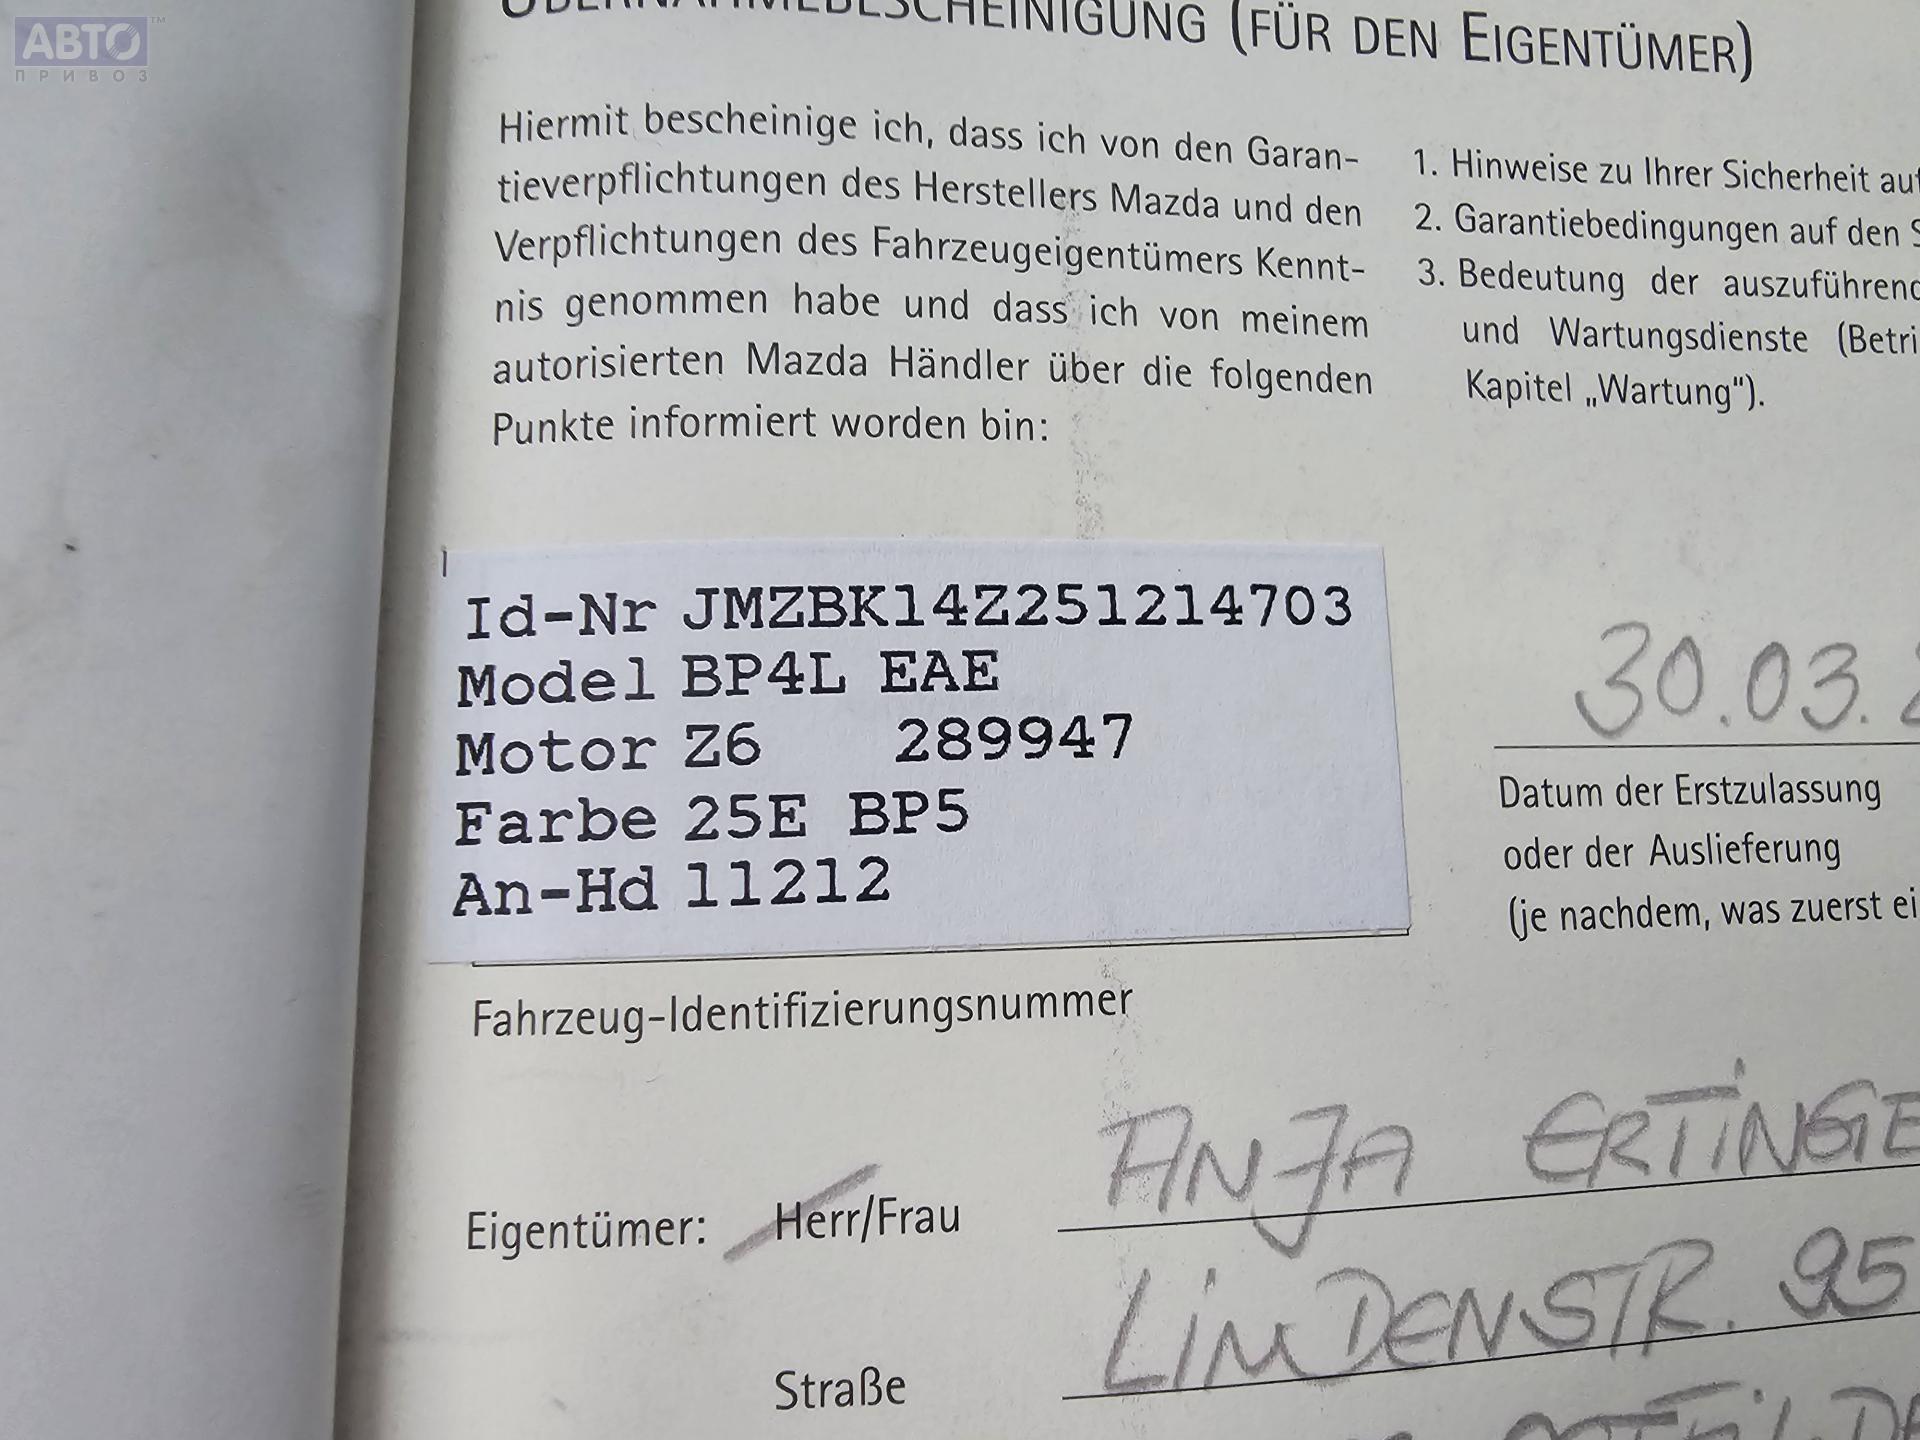 АВТО™
ПРИВОЗ
ÜBERNAHMEBESCHEINIGUNG (FÜR DEN EIGENTÜMER)
Hiermit bescheinige ich, dass ich von den Garan-
tieverpflichtungen des Herstellers Mazda und den
Verpflichtungen des Fahrzeugeigentümers Kennt-
nis genommen habe und dass ich von meinem
autorisierten Mazda Händler über die folgenden
Punkte informiert worden bin:
1. Hinweise zu Ihrer Sicherheit auf
2. Garantiebedingungen auf den S
3. Bedeutung der auszuführend
und Wartungsdienste (Betri
Kapitel „Wartung").
Id-Nr JMZBK14Z251214703
Model BP4L EAE
Motor Z6 289947
Farbe 25E BP5
An-Hd 11212
Fahrzeug-Identifizierungsnummer
30.03.2
Datum der Erstzulassung
oder der Auslieferung
(je nachdem, was zuerst ei
Eigentümer: Herr/Frau ANJA ERTINGE
Straße LINDENSTR. 95